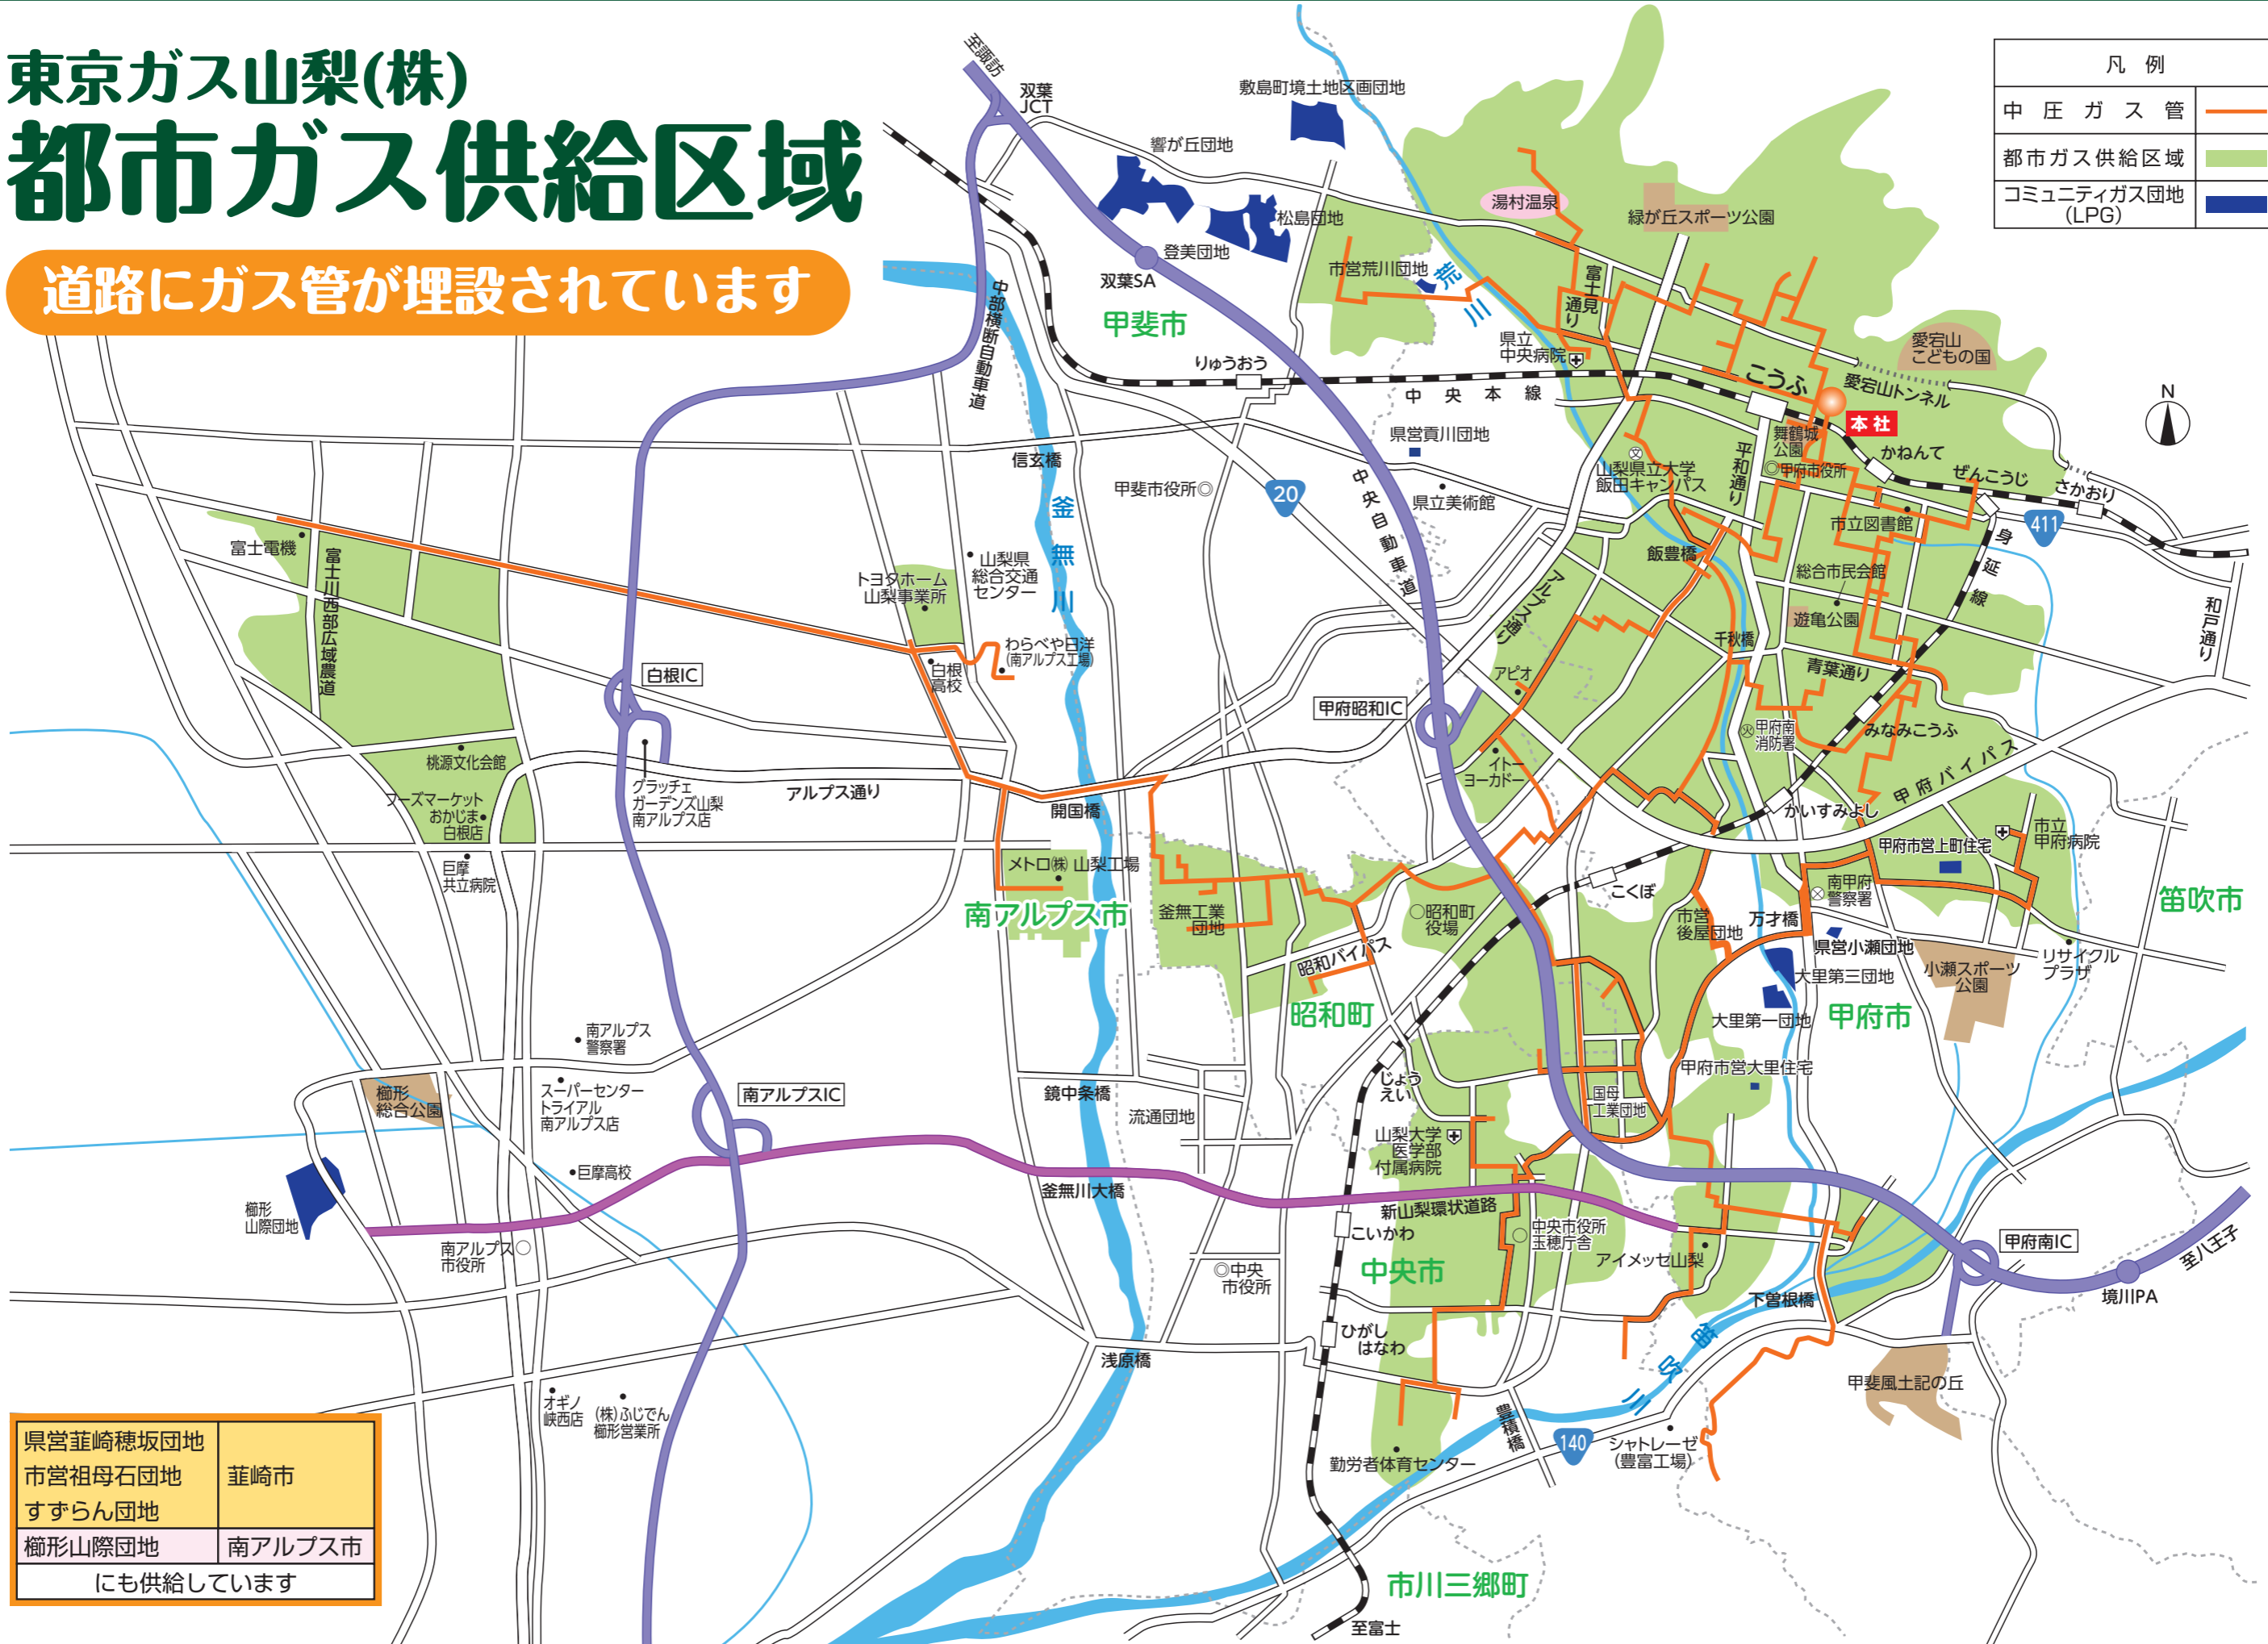 東京ガス山梨(株)
都市ガス供給区域
道路にガス管が埋設されています
凡例
中圧ガス管
都市ガス供給区域
コミュニティガス団地
(LPG)
至諏訪
双葉
JCT
敷島町境土地区画団地
響が丘団地
松島団地
登美団地
双葉SA
甲斐市
中部横断自動車道
湯村温泉
緑が丘スポーツ公園
市営荒川団地
荒川
富士見
通り
県立
中央病院
愛宕山
こどもの国
りゅうおう
中央本線
こうふ
愛宕山トンネル
本社
N
舞鶴城
公園
甲府市役所
かねんて
ぜんこうじ
さかおり
411
県営貢川団地
信玄橋
甲斐市役所
20
中央自動車道
県立美術館
山梨県立大学
飯田キャンパス
平和通り
市立図書館
身延線
和戸通り
釜無川
富士電機
富士川西部広域農道
トヨタホーム
山梨事業所
山梨県
総合交通
センター
飯豊橋
総合市民会館
遊亀公園
アルプス通り
千秋橋
青葉通り
わらべや日洋
(南アルプス工場)
白根
高校
白根IC
アピオ
甲府昭和IC
甲府南
消防署
みなみこうふ
甲府バイパス
イトー
ヨーカドー
桃源文化会館
フーズマーケット
おかじま
白根店
グラッチェ
ガーデンズ山梨
南アルプス店
アルプス通り
開国橋
かいすみよし
市立
甲府病院
甲府市営上町住宅
巨摩
共立病院
メトロ㈱ 山梨工場
南アルプス市
釜無工業
団地
昭和町
役場
こくぼ
南甲府
警察署
市営
後屋団地
万才橋
県営小瀬団地
笛吹市
昭和バイパス
大里第三団地
小瀬スポーツ
公園
リサイクル
プラザ
昭和町
大里第一団地
甲府市
南アルプス
警察署
甲府市営大里住宅
じょう
えい
櫛形
総合公園
スーパーセンター
トライアル
南アルプス店
南アルプスIC
鏡中条橋
流通団地
国母
工業団地
山梨大学
医学部
付属病院
巨摩高校
釜無川大橋
新山梨環状道路
櫛形
山際団地
南アルプス
市役所
こいかわ
中央市役所
玉穂庁舎
アイメッセ山梨
甲府南IC
至八王子
中央
市役所
中央市
下曽根橋
境川PA
ひがし
はなわ
浅原橋
笛吹川
甲斐風土記の丘
オギノ
峡西店
(株)ふじでん
櫛形営業所
豊積橋
140
シャトレーゼ
(豊富工場)
勤労者体育センター
県営韮崎穂坂団地
市営祖母石団地
すずらん団地
韮崎市
櫛形山際団地
南アルプス市
にも供給しています
市川三郷町
至富士